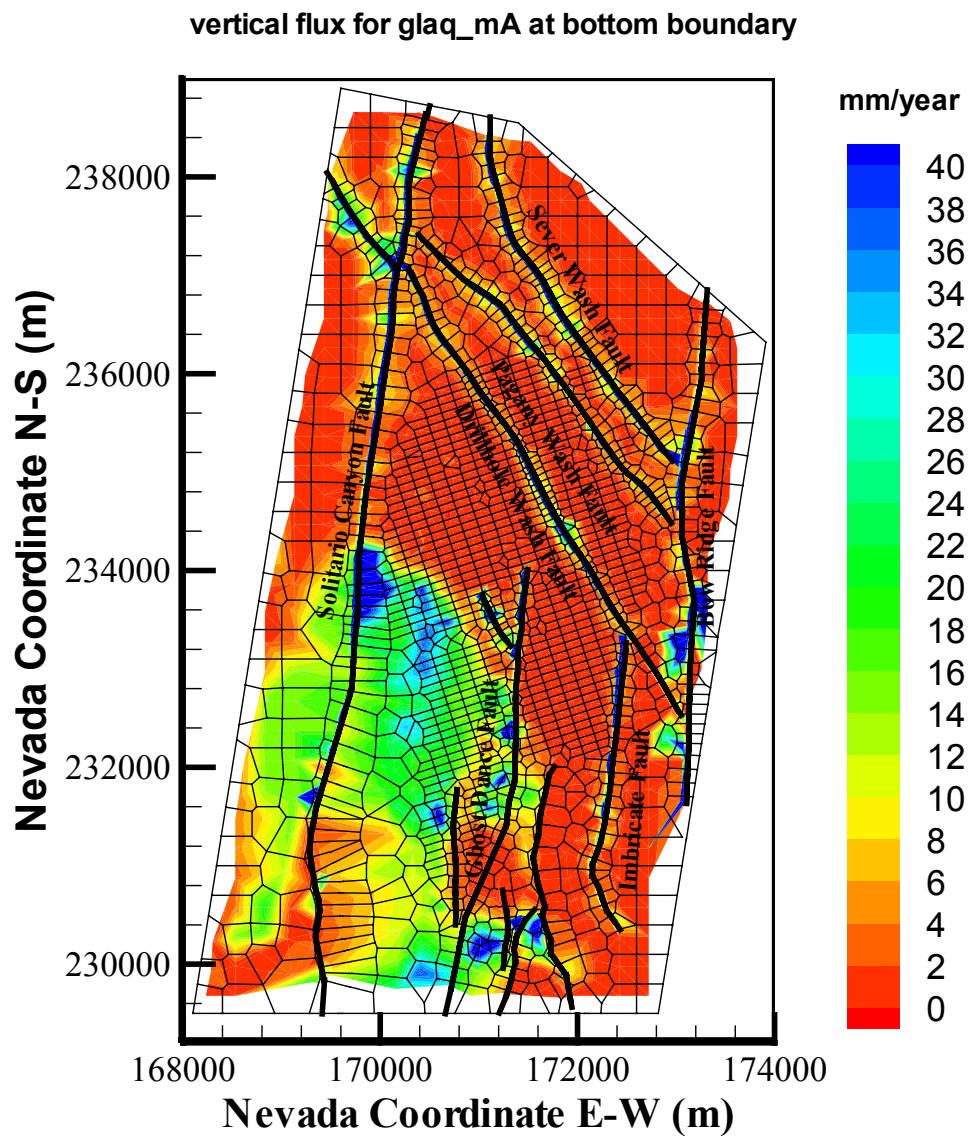 vertical flux for glaq_mA at bottom boundary
mm/year
40
38
36
34
32
30
28
26
24
22
20
18
16
14
12
10
8
6
4
2
0
Nevada Coordinate N-S (m)
238000
236000
234000
232000
230000
Sever Wash Fault
Pagany Wash Fault
Drillhole Wash Fault
Solitario Canyon Fault
Bow Ridge Fault
Ghost Dance Fault
Imbricate Fault
168000
170000
172000
174000
Nevada Coordinate E-W (m)